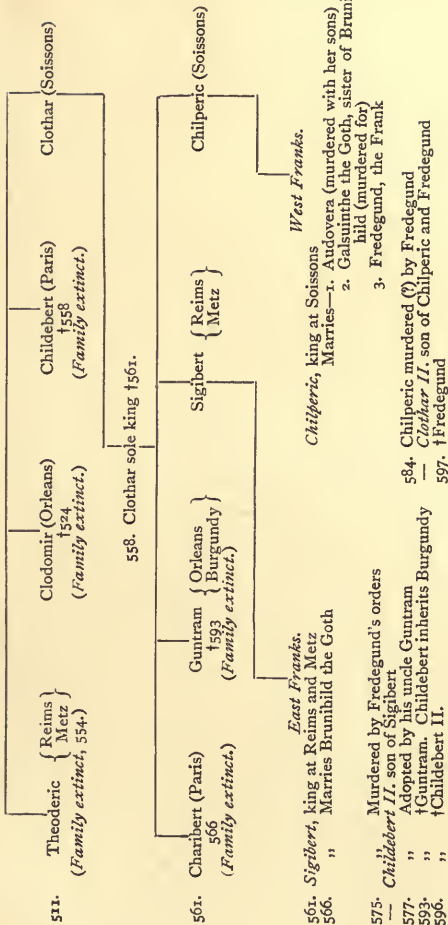 511. Theoderic { Reims Metz } Clodomir (Orleans) Childebert (Paris) Clothar (Soissons)
(Family extinct, 554.) †524 †558
(Family extinct.) (Family extinct.)
558. Clothar sole king †561.
561. Charibert (Paris) Guntram { Orleans Burgundy } Sigibert { Reims Metz } Chilperic (Soissons)
566 †593
(Family extinct.) (Family extinct.)
East Franks.
561. Sigibert, king at Reims and Metz
566. ,, Marries Brunihild the Goth
575. ,, Murdered by Fredegund's orders
— Childebert II. son of Sigibert
577. ,, Adopted by his uncle Guntram
593. ,, †Guntram. Childebert inherits Burgundy
596. ,, †Childebert II.
West Franks.
Chilperic, king at Soissons
Marries—1. Audovera (murdered with her sons)
2. Galsuinthe the Goth, sister of Bruni
hild (murdered for)
3. Fredegund, the Frank
584. Chilperic murdered (?) by Fredegund
— Clothar II. son of Chilperic and Fredegund
597. †Fredegund